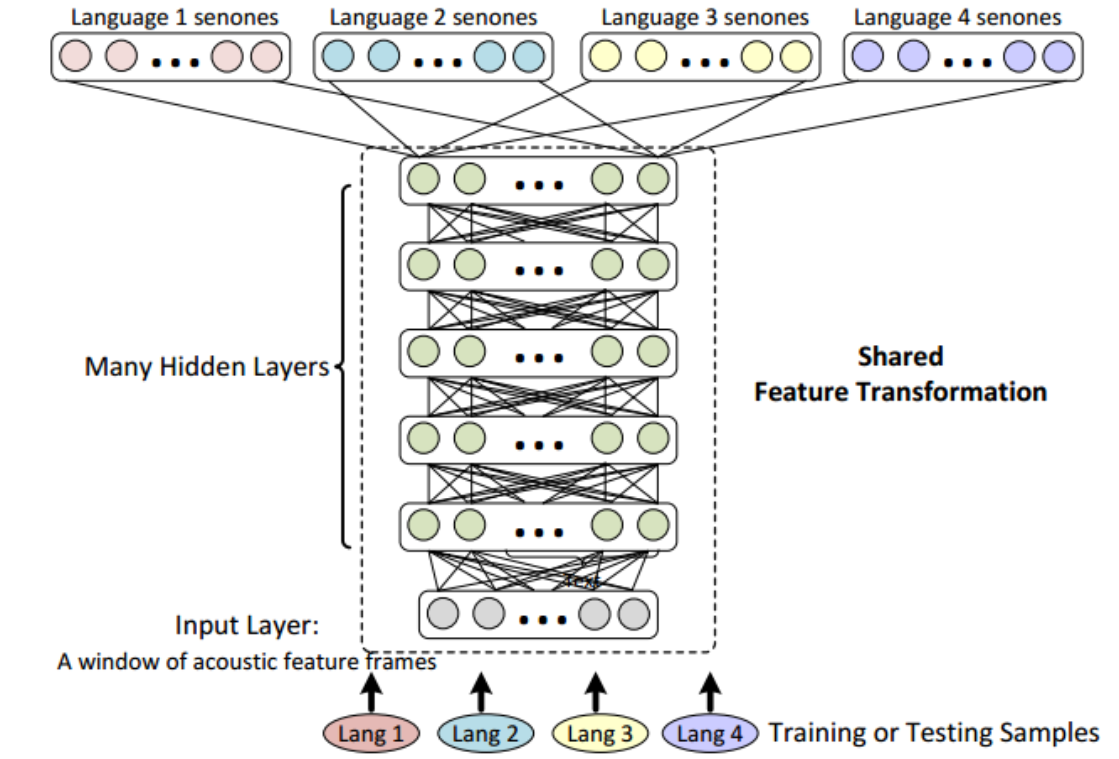 Language 1 senones
Language 2 senones
Language 3 senones
Language 4 senones
Many Hidden Layers
Shared
Feature Transformation
Text
Input Layer:
A window of acoustic feature frames
Lang 1
Lang 2
Lang 3
Lang 4
Training or Testing Samples